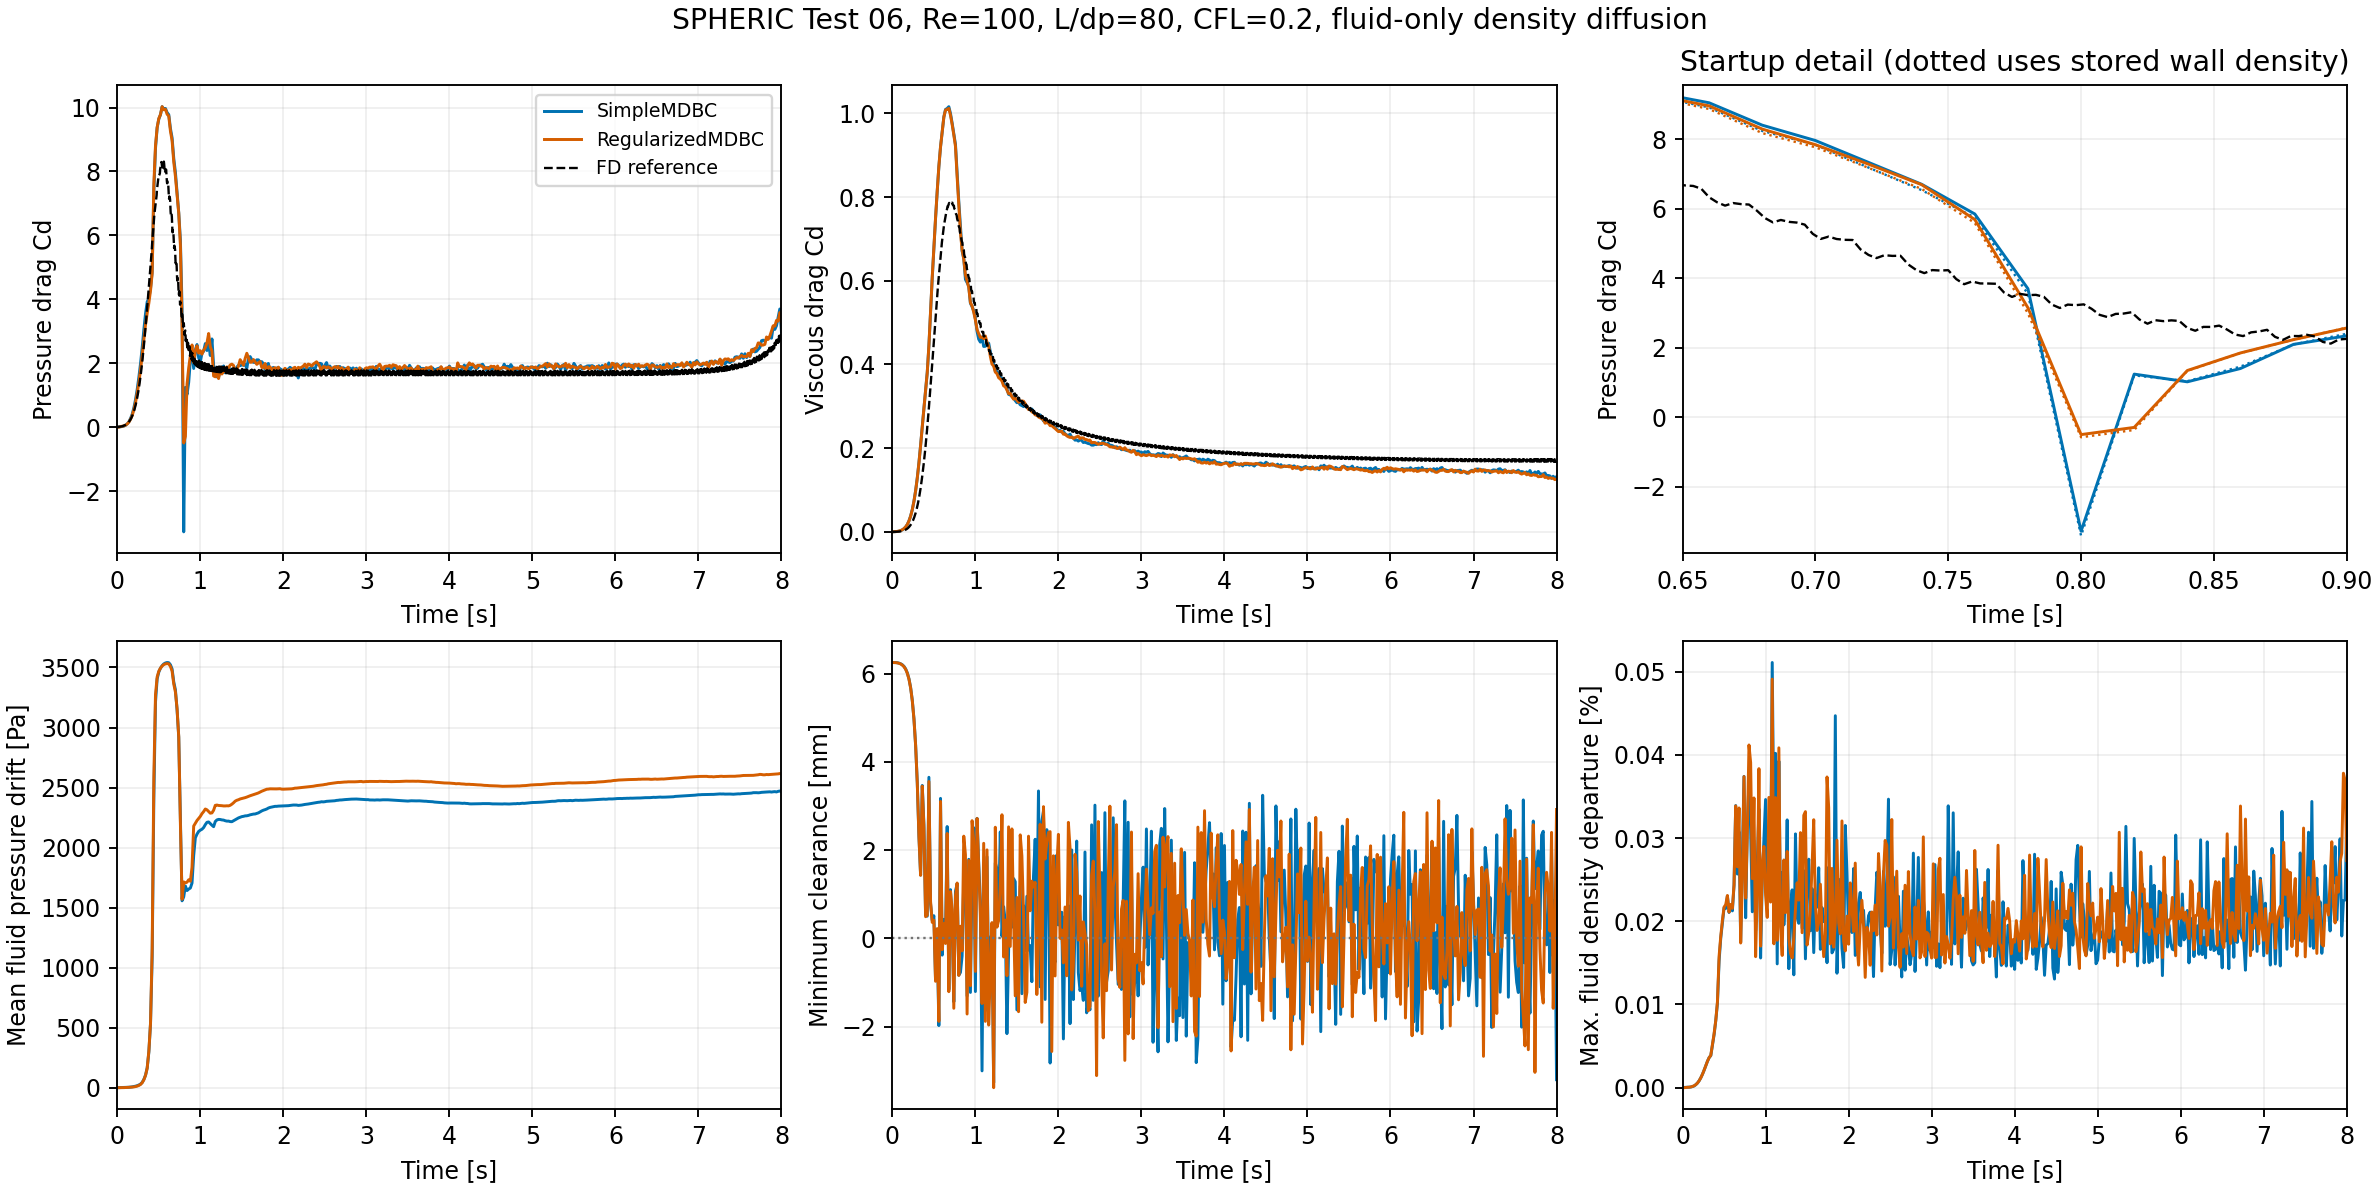 SPHERIC Test 06, Re=100, L/dp=80, CFL=0.2, fluid-only density diffusion
Pressure drag Cd
10
8
6
4
2
0
−2
SimpleMDBC
RegularizedMDBC
FD reference
0 1 2 3 4 5 6 7 8
Time [s]
Viscous drag Cd
1.0
0.8
0.6
0.4
0.2
0.0
0 1 2 3 4 5 6 7 8
Time [s]
Startup detail (dotted uses stored wall density)
Pressure drag Cd
8
6
4
2
0
−2
0.65 0.70 0.75 0.80 0.85 0.90
Time [s]
Mean fluid pressure drift [Pa]
3500
3000
2500
2000
1500
1000
500
0
0 1 2 3 4 5 6 7 8
Time [s]
Minimum clearance [mm]
6
4
2
0
−2
0 1 2 3 4 5 6 7 8
Time [s]
Max. fluid density departure [%]
0.05
0.04
0.03
0.02
0.01
0.00
0 1 2 3 4 5 6 7 8
Time [s]